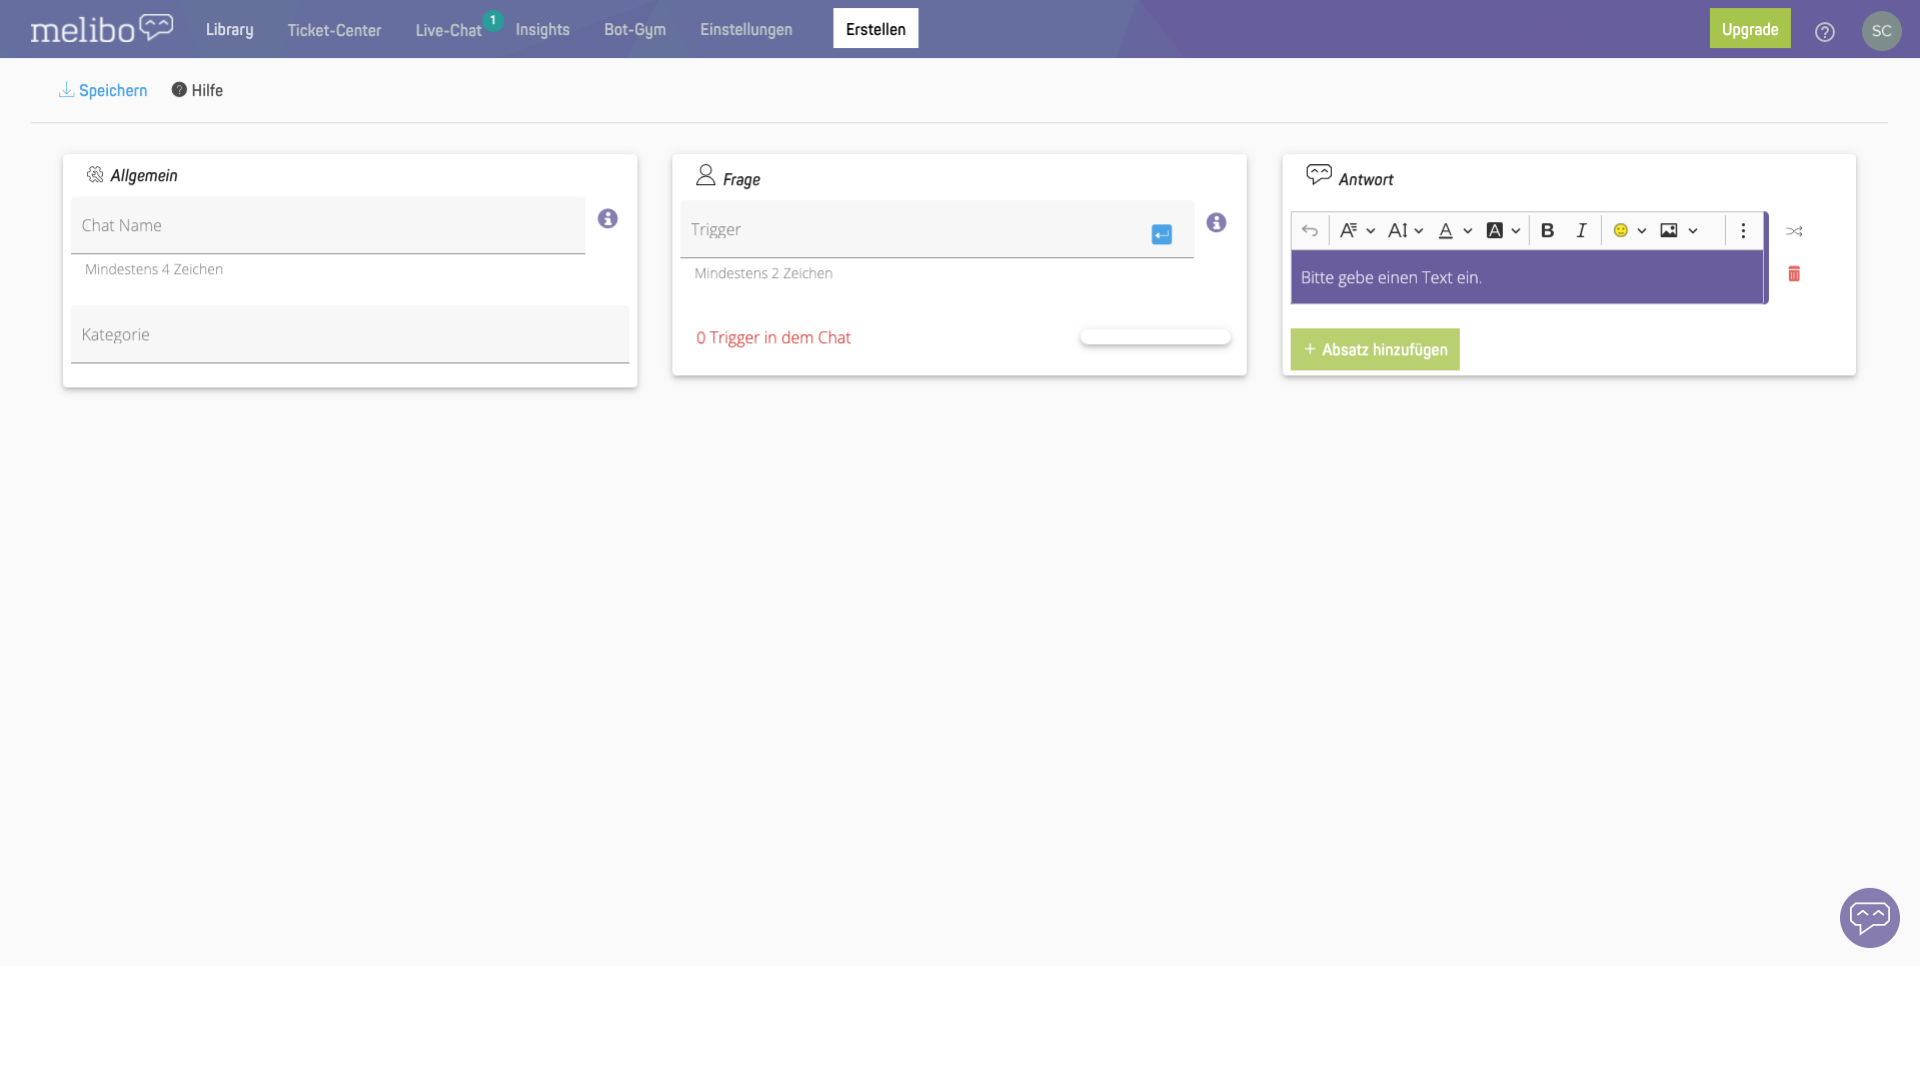 melibo
Library
Ticket-Center
Live-Chat
1
Insights
Bot-Gym
Einstellungen
Erstellen
Upgrade
?
SC
Speichern
? Hilfe
Allgemein
Chat Name
Mindestens 4 Zeichen
Kategorie
Frage
Trigger
Mindestens 2 Zeichen
0 Trigger in dem Chat
Antwort
A A A A B I
Bitte gebe einen Text ein.
+ Absatz hinzufügen